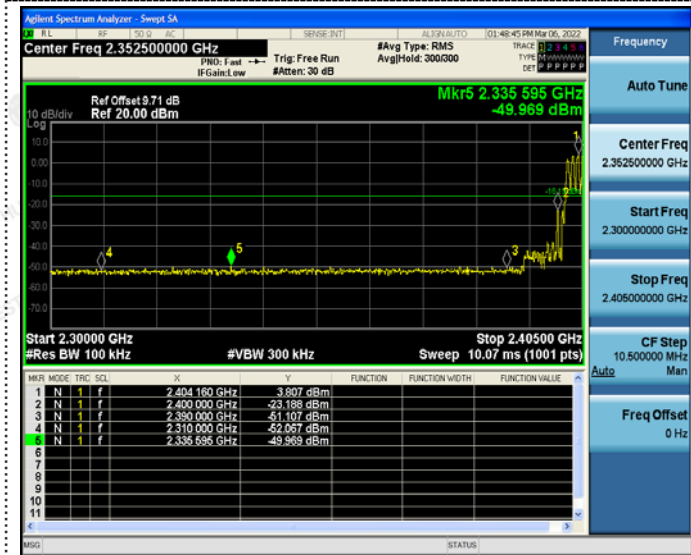 Agilent Spectrum Analyzer - Swept SA
RL RF 50 Ω AC SENSE:INT ALIGNAUTO 01:48:45 PM Mar 06, 2022
Center Freq 2.352500000 GHz
PNO: Fast
IFGain:Low
Trig: Free Run
#Atten: 30 dB
#Avg Type: RMS
Avg|Hold: 300/300
TRACE 1 2 3 4 5 6
TYPE M
DET P P P P P P
Ref Offset 9.71 dB
10 dB/div Ref 20.00 dBm
Log
Mkr5 2.335 595 GHz
-49.969 dBm
10.0
0.00
-10.0
-20.0
-30.0
-40.0
-50.0
-60.0
-70.0
1
2
3
4
5
Start 2.30000 GHz Stop 2.40500 GHz
#Res BW 100 kHz #VBW 300 kHz Sweep 10.07 ms (1001 pts)
MKR MODE TRC SCL X Y FUNCTION FUNCTION WIDTH FUNCTION VALUE
1 N 1 f 2.404 160 GHz 3.807 dBm
2 N 1 f 2.400 000 GHz -23.188 dBm
3 N 1 f 2.390 000 GHz -51.107 dBm
4 N 1 f 2.310 000 GHz -52.067 dBm
5 N 1 f 2.335 595 GHz -49.969 dBm
6
7
8
9
10
11
MSG STATUS
Frequency
Auto Tune
Center Freq
2.352500000 GHz
Start Freq
2.300000000 GHz
Stop Freq
2.405000000 GHz
CF Step
10.500000 MHz
Auto Man
Freq Offset
0 Hz